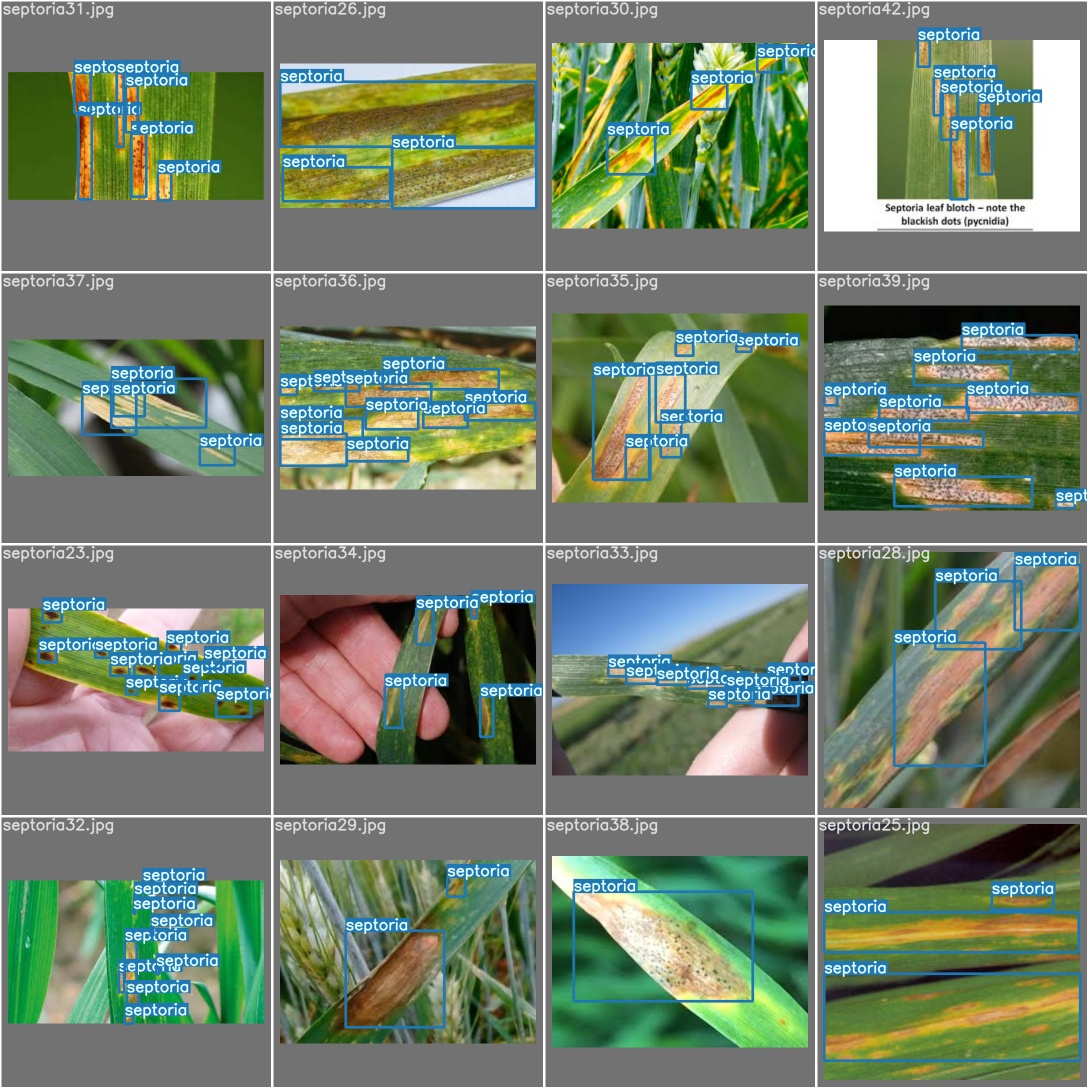 septoria31.jpg
septoria
septoria
septoria
septoria
septoria
septoria26.jpg
septoria
septoria
septoria
septoria30.jpg
septoria
septoria
septoria
septoria42.jpg
septoria
septoria
septoria
septoria
septoria
Septoria leaf blotch – note the
blackish dots (pycnidia)
septoria37.jpg
septoria
septoria
septoria
septoria36.jpg
septoria
septoria
septoria
septoria
septoria
septoria
septoria
septoria
septoria35.jpg
septoria
septoria
septoria
septoria
septoria
septoria
septoria39.jpg
septoria
septoria
septoria
septoria
septoria
septoria
septoria
septoria23.jpg
septoria
septoria
septoria
septoria
septoria
septoria
septoria
septoria34.jpg
septoria
septoria
septoria
septoria
septoria33.jpg
septoria
septoria
septoria
septoria
septoria
septoria28.jpg
septoria
septoria
septoria
septoria32.jpg
septoria
septoria
septoria
septoria
septoria
septoria
septoria
septoria
septoria29.jpg
septoria
septoria
septoria38.jpg
septoria
septoria25.jpg
septoria
septoria
septoria